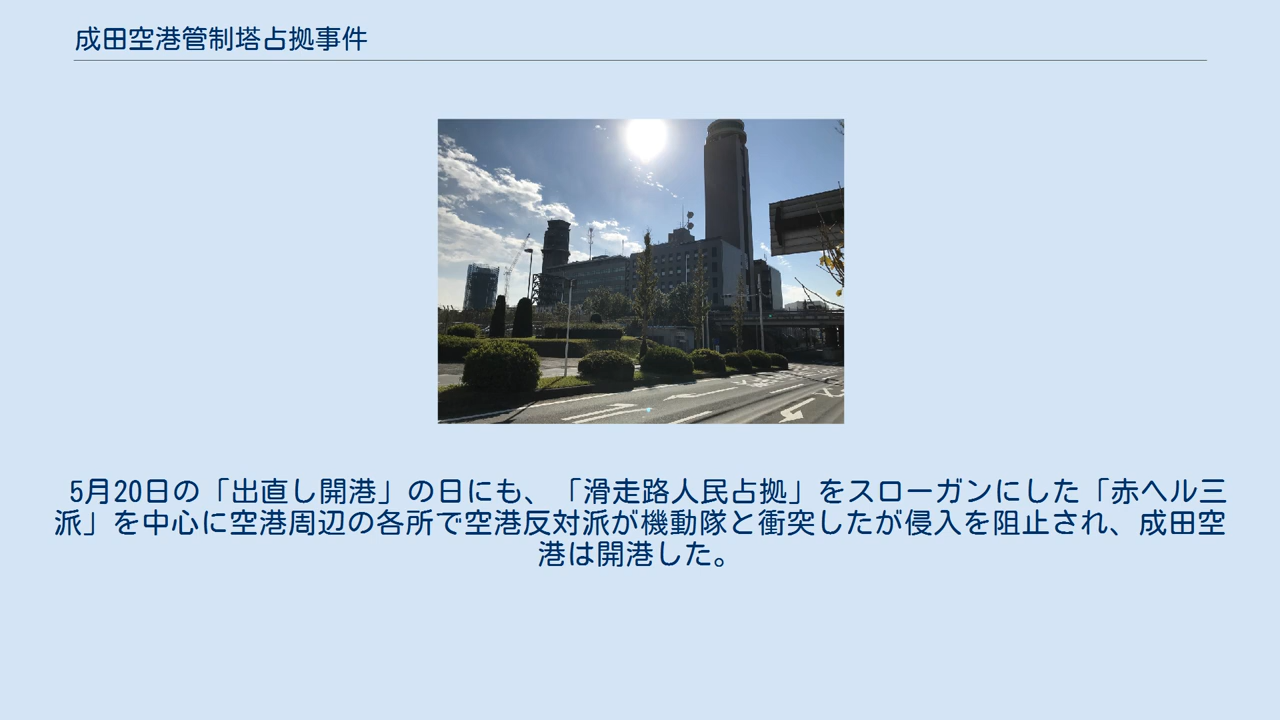 成田空港管制塔占拠事件
5月20日の「出直し開港」の日にも、「滑走路人民占拠」をスローガンにした「赤ヘル三
派」を中心に空港周辺の各所で空港反対派が機動隊と衝突したが侵入を阻止され、成田空
港は開港した。